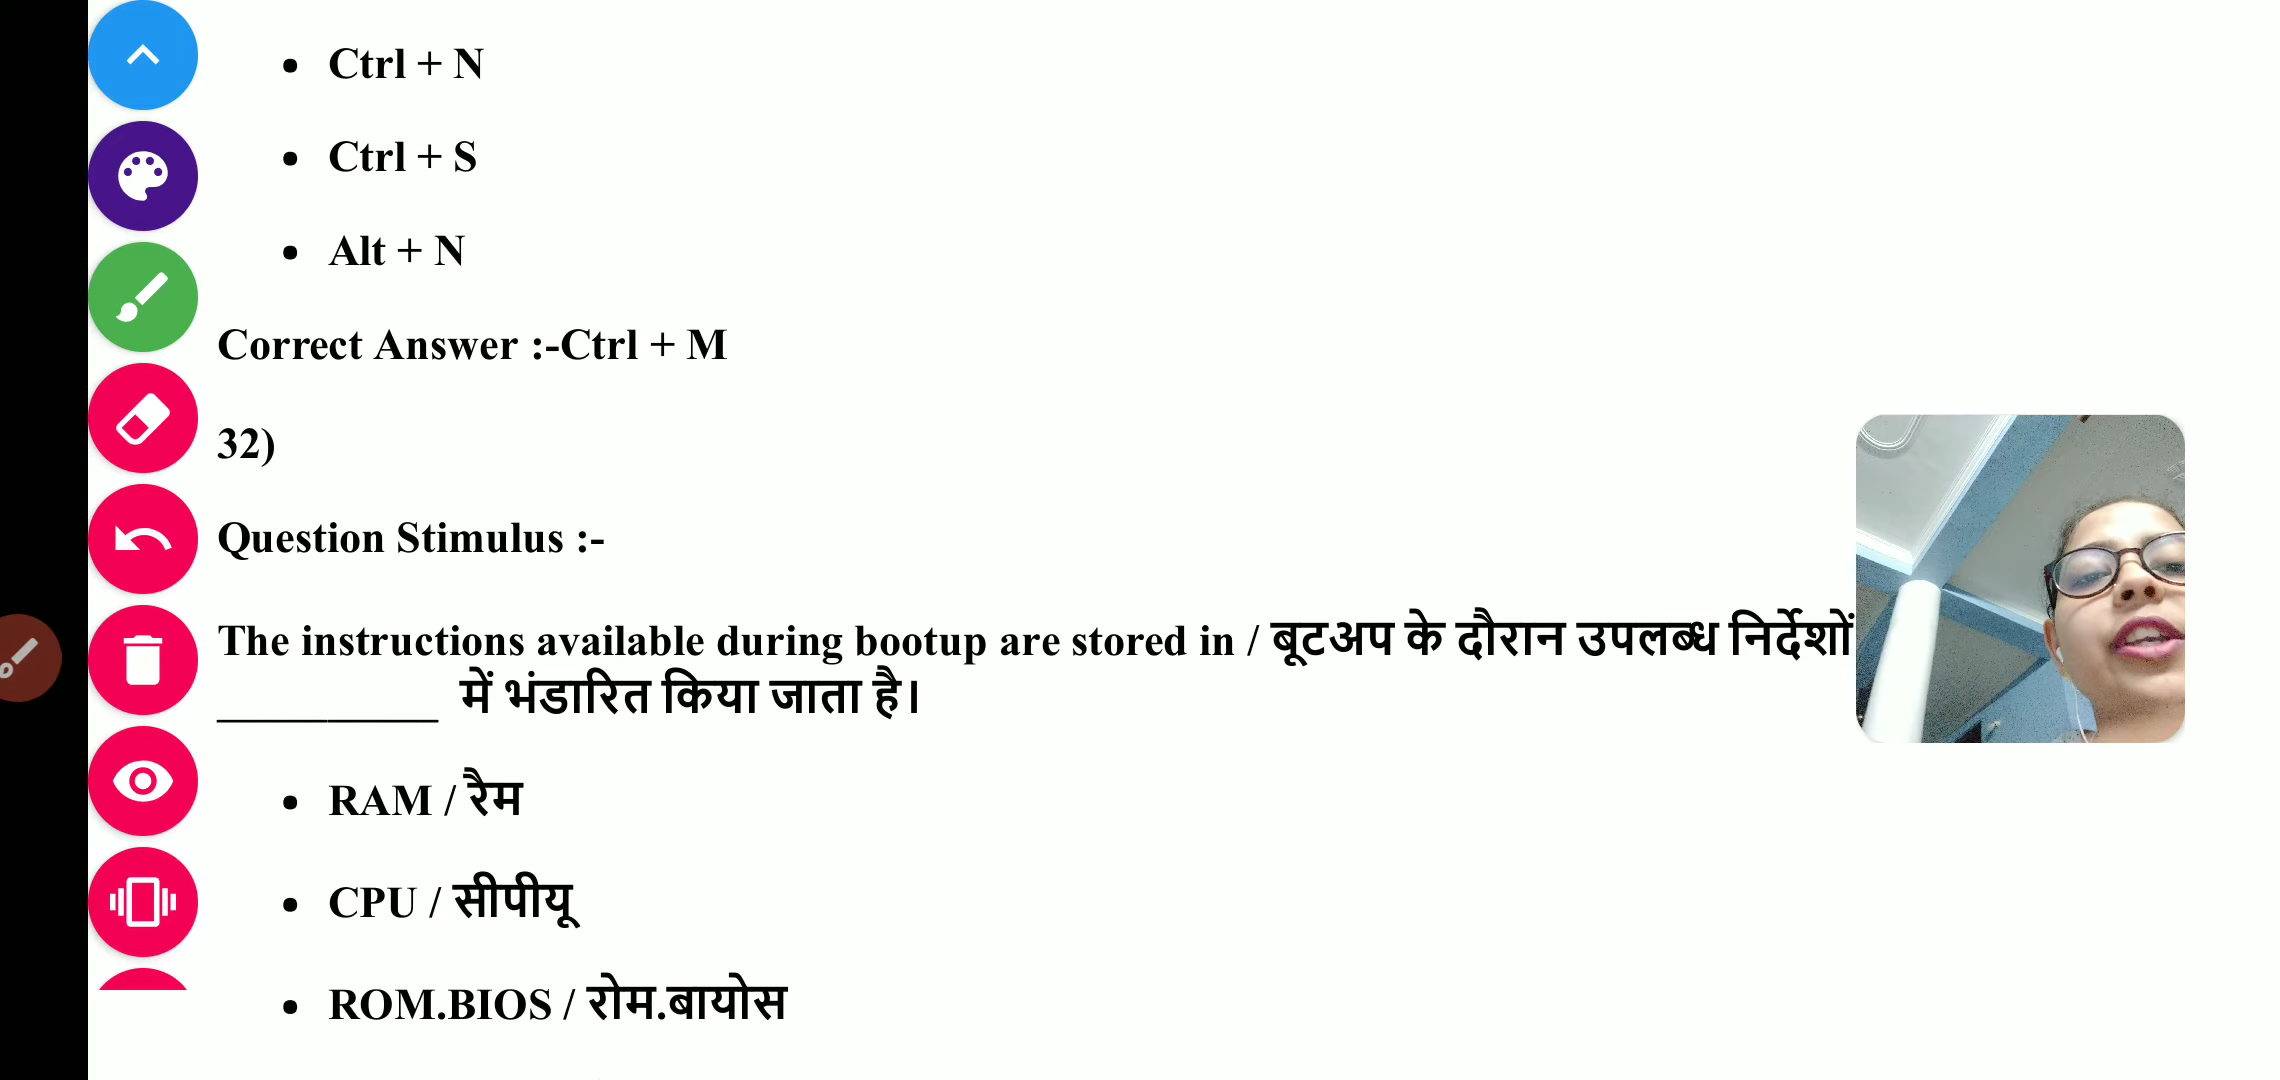 Ctrl + N
Ctrl + S
Alt + N
Correct Answer :-Ctrl + M
32)
Question Stimulus :-
The instructions available during bootup are stored in / बूटअप के दौरान उपलब्ध निर्देशों
__________ में भंडारित किया जाता है।
RAM / रैम
CPU / सीपीयू
ROM.BIOS / रोम.बायोस